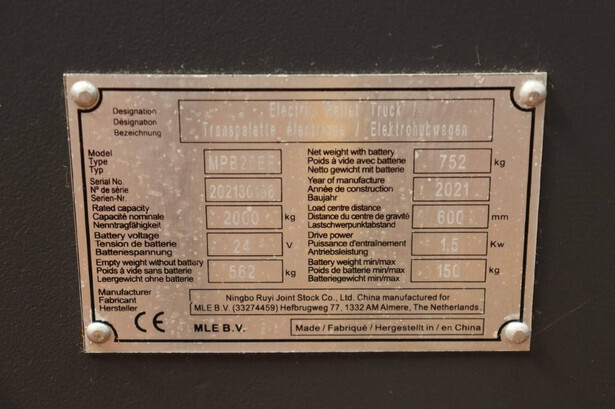 Designation
Electric Pallet Truck /
Désignation
Transpalette électrique / Elektrohubwagen
Bezeichnung
Model
Type
Typ
Net weight with battery
Poids à vide avec batterie
Netto gewicht mit batterie
752 kg
Serial No.
N° de série
Serien-Nr.
Year of manufacture
Année de construction
Baujahr
2021
Rated capacity
Capacité nominale
Nenntragfähigkeit
2000 kg
Load centre distance
Distance du centre de gravité
Lastschwerpunktabstand
600 mm
Battery voltage
Tension de batterie
Batteriespannung
24 V
Drive power
Puissance d'entraînement
Antriebsleistung
1.5 Kw
Empty weight without battery
Poids à vide sans batterie
Leergewicht ohne batterie
562 kg
Battery weight min/max
Poids de batterie min/max
Batteriegewicht min/max
150 kg
Manufacturer
Fabricant
Hersteller
Ningbo Ruyi Joint Stock Co., Ltd. China manufactured for
MLE B.V. (33274459) Hefbrugweg 77, 1332 AM Almere, The Netherlands.
CE MLE B.V.
Made / Fabriqué / Hergestellt in / en China